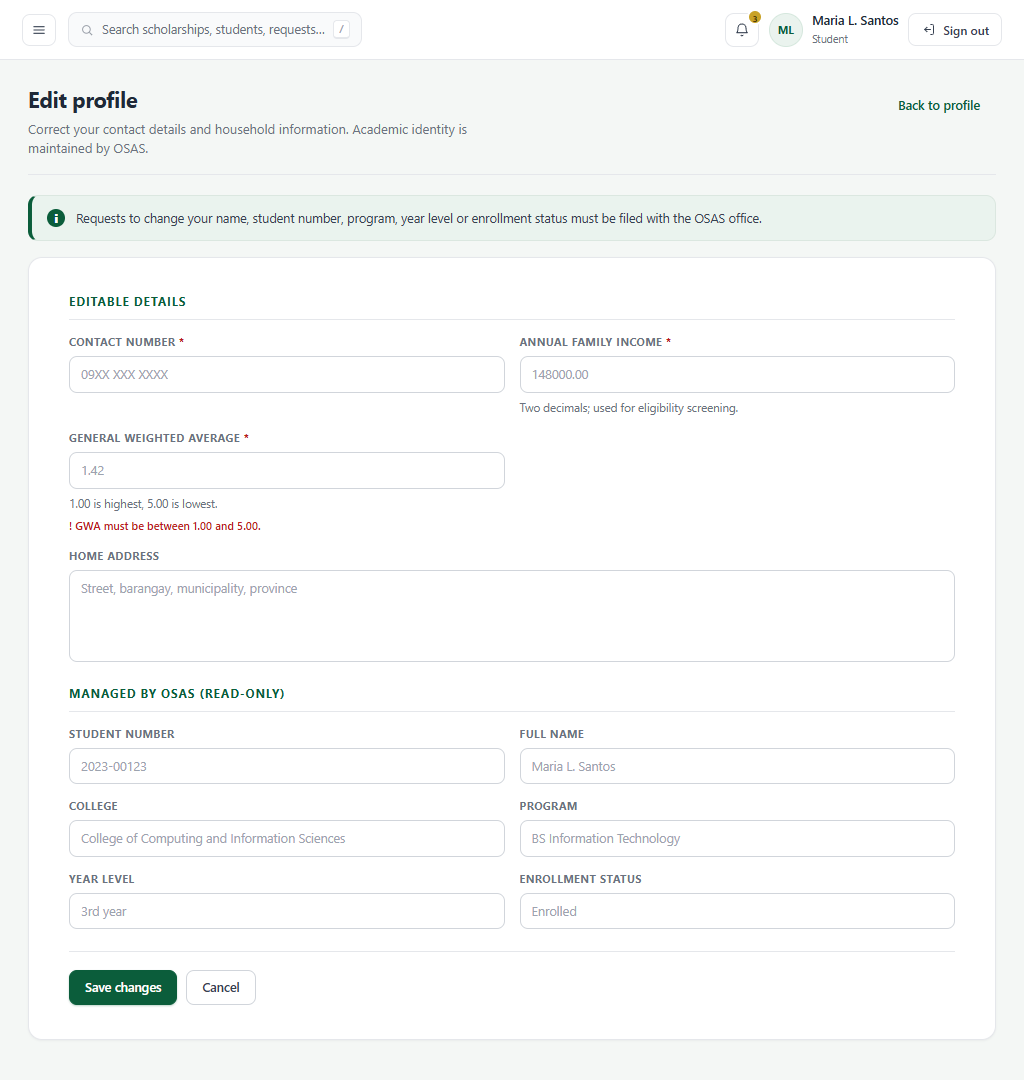 Search scholarships, students, requests... /
3
ML
Maria L. Santos
Student
Sign out
Edit profile
Back to profile
Correct your contact details and household information. Academic identity is
maintained by OSAS.
Requests to change your name, student number, program, year level or enrollment status must be filed with the OSAS office.
EDITABLE DETAILS
CONTACT NUMBER *
ANNUAL FAMILY INCOME *
09XX XXX XXXX
148000.00
Two decimals; used for eligibility screening.
GENERAL WEIGHTED AVERAGE *
1.42
1.00 is highest, 5.00 is lowest.
! GWA must be between 1.00 and 5.00.
HOME ADDRESS
Street, barangay, municipality, province
MANAGED BY OSAS (READ-ONLY)
STUDENT NUMBER
FULL NAME
2023-00123
Maria L. Santos
COLLEGE
PROGRAM
College of Computing and Information Sciences
BS Information Technology
YEAR LEVEL
ENROLLMENT STATUS
3rd year
Enrolled
Save changes
Cancel